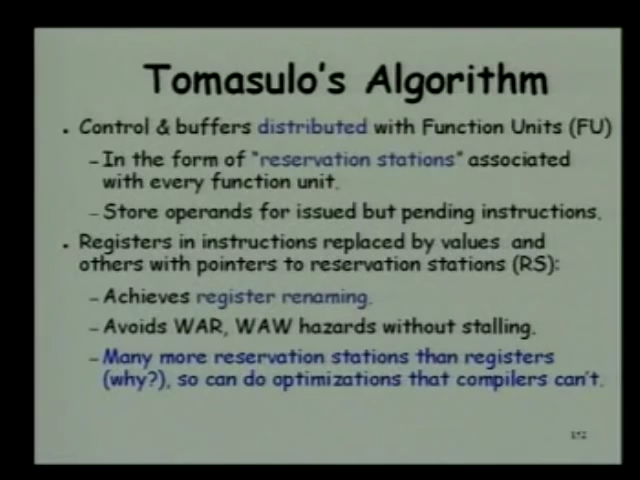 Tomasulo's Algorithm
• Control & buffers distributed with Function Units (FU)
– In the form of "reservation stations" associated
with every function unit.
– Store operands for issued but pending instructions.
• Registers in instructions replaced by values and
others with pointers to reservation stations (RS):
– Achieves register renaming.
– Avoids WAR, WAW hazards without stalling.
– Many more reservation stations than registers
(why?), so can do optimizations that compilers can't.